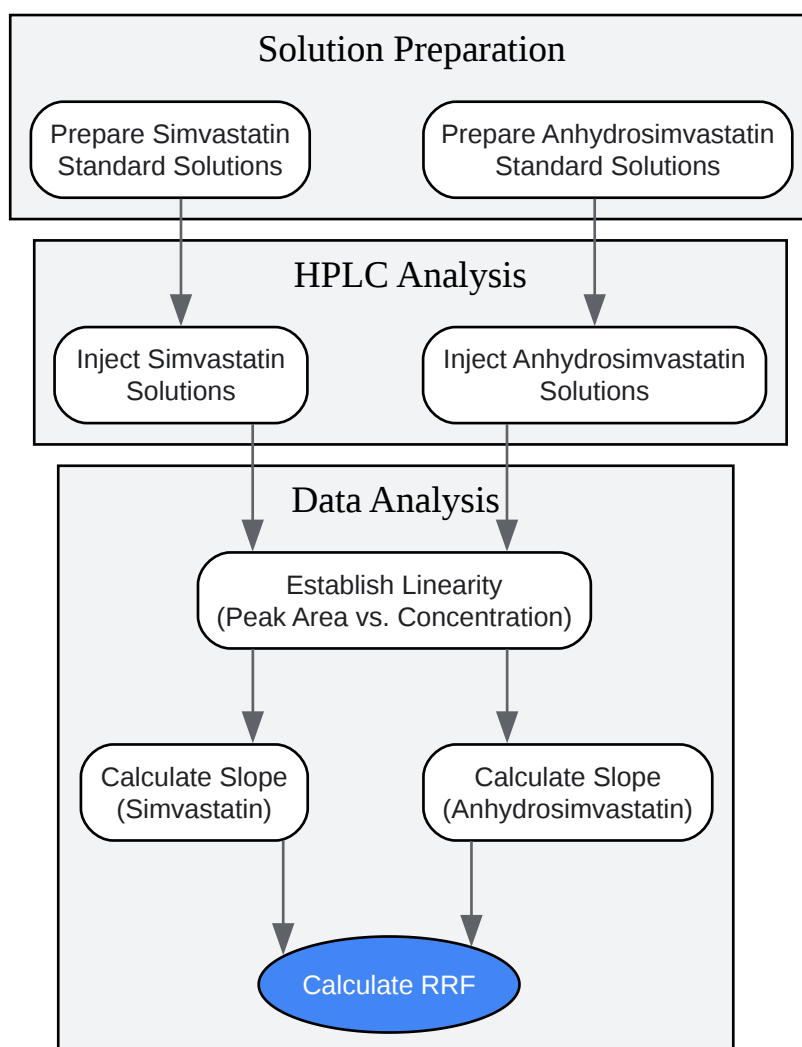 Solution Preparation
Prepare Simvastatin
Standard Solutions
Prepare Anhydrosimvastatin
Standard Solutions
HPLC Analysis
Inject Simvastatin
Solutions
Inject Anhydrosimvastatin
Solutions
Data Analysis
Establish Linearity
(Peak Area vs. Concentration)
Calculate Slope
(Simvastatin)
Calculate Slope
(Anhydrosimvastatin)
Calculate RRF